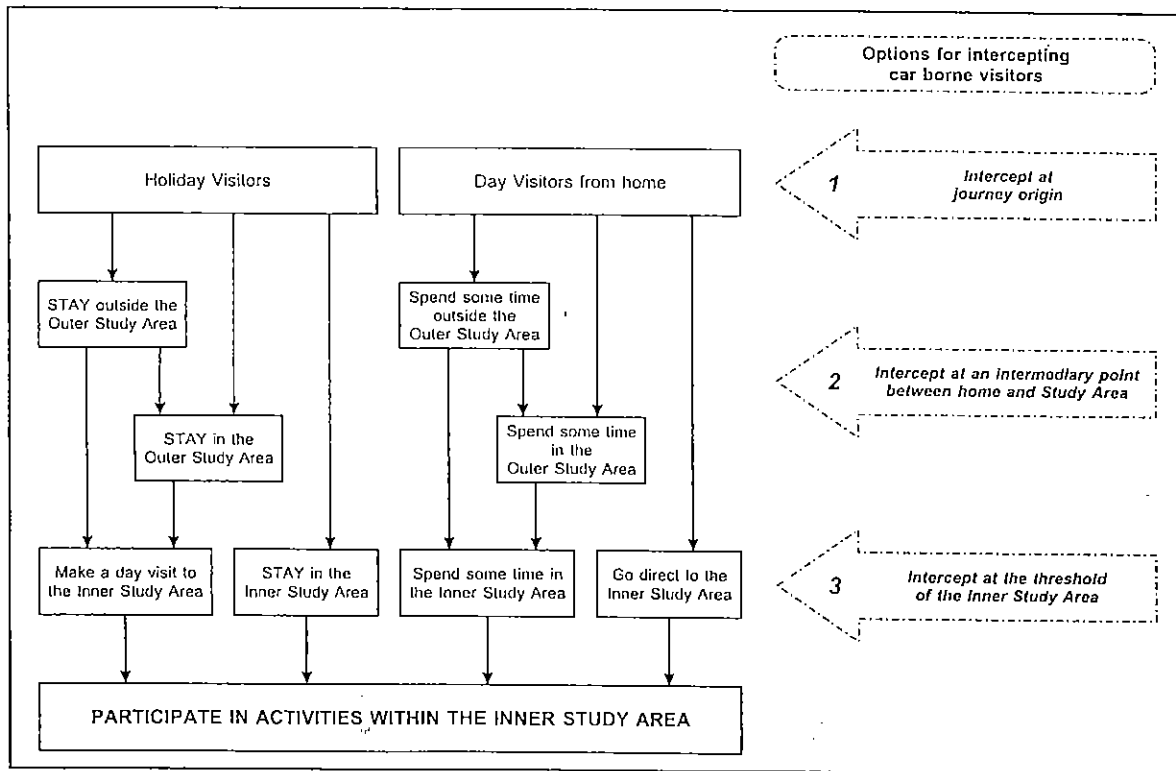 Options for intercepting
car borne visitors
Holiday Visitors
Day Visitors from home
1
Intercept at
journey origin
STAY outside the
Outer Study Area
Spend some time
outside the
Outer Study Area
2
Intercept at an intermediary point
between home and Study Area
STAY in the
Outer Study Area
Spend some time
in the
Outer Study Area
Make a day visit to
the Inner Study Area
STAY in the
Inner Study Area
Spend some time in
the Inner Study Area
Go direct to the
Inner Study Area
3
Intercept at the threshold
of the Inner Study Area
PARTICIPATE IN ACTIVITIES WITHIN THE INNER STUDY AREA